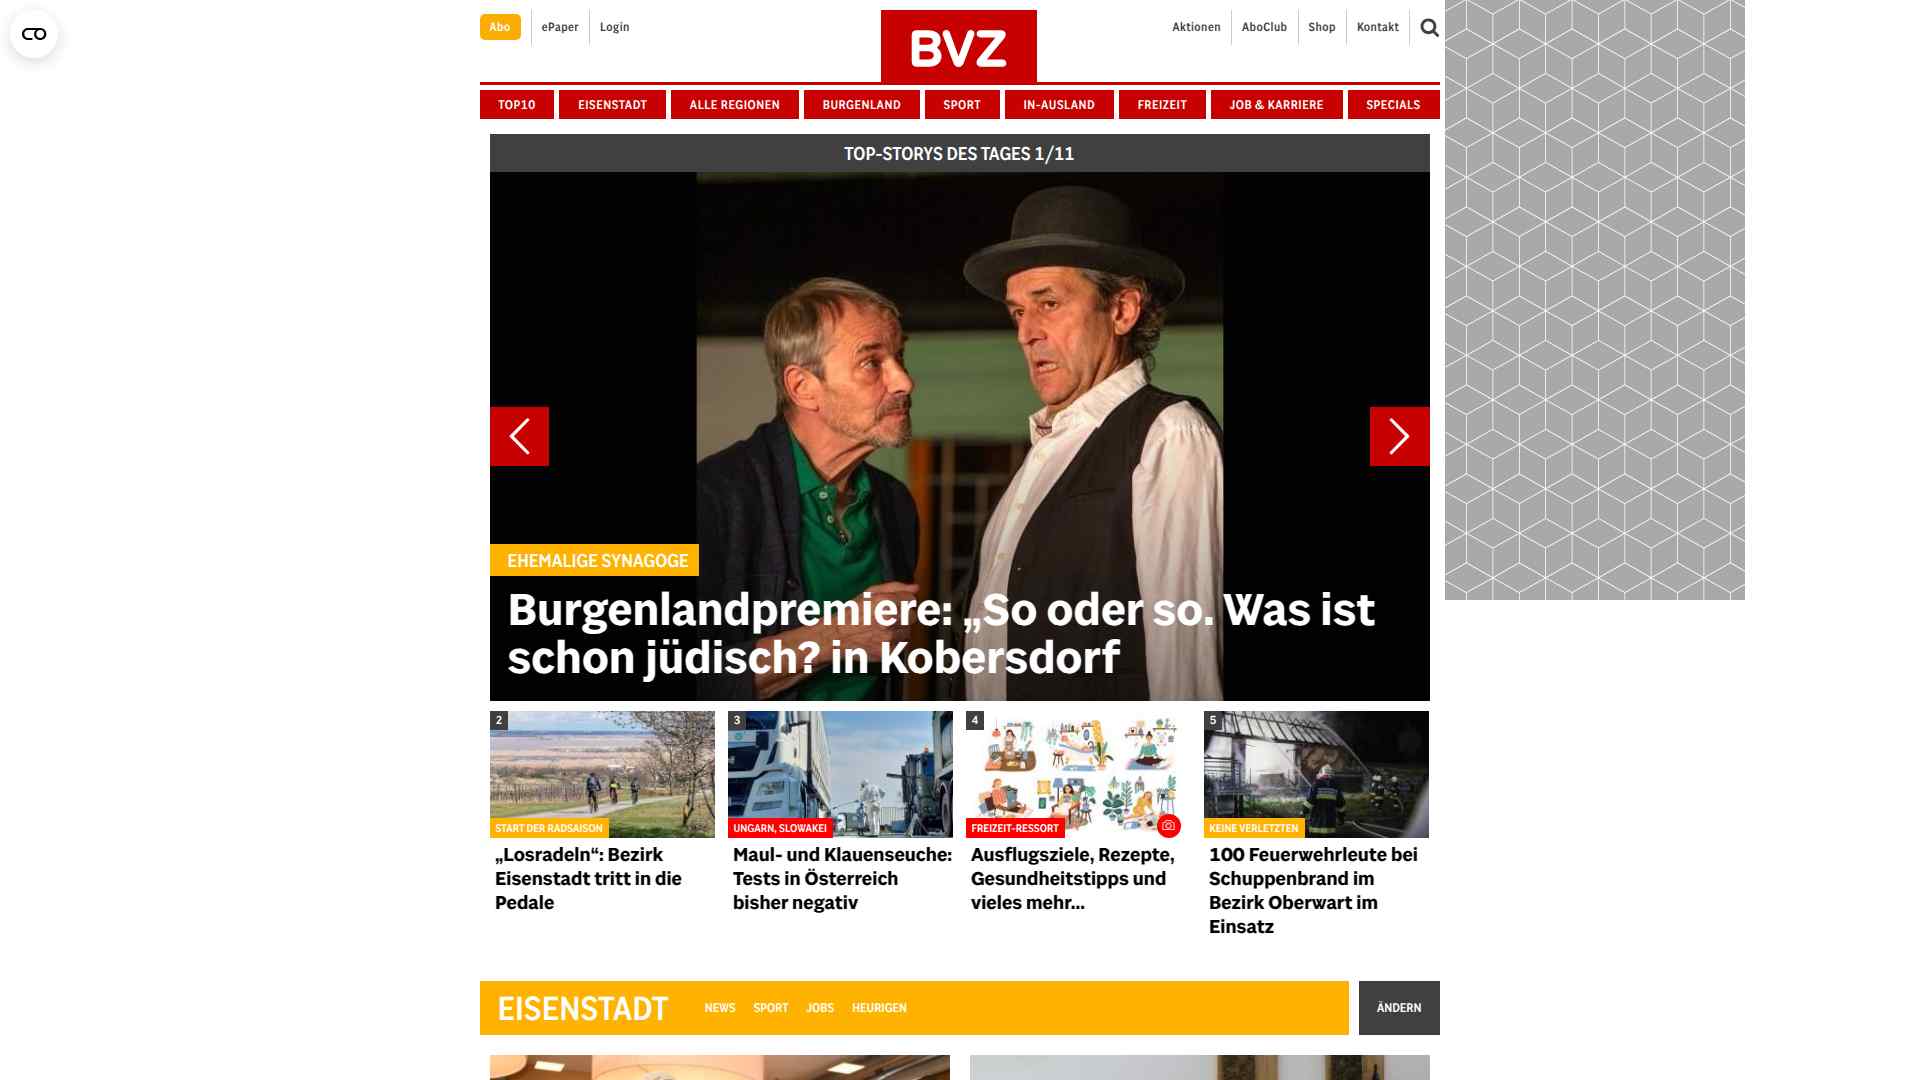 Abo
ePaper
Login
BVZ
Aktionen
AboClub
Shop
Kontakt
TOP10
EISENSTADT
ALLE REGIONEN
BURGENLAND
SPORT
IN-AUSLAND
FREIZEIT
JOB & KARRIERE
SPECIALS
TOP-STORYS DES TAGES 1/11
EHEMALIGE SYNAGOGE
Burgenlandpremiere: „So oder so. Was ist
schon jüdisch? in Kobersdorf
2
START DER RADSAISON
„Losradeln“: Bezirk
Eisenstadt tritt in die
Pedale
3
UNGARN, SLOWAKEI
Maul- und Klauenseuche:
Tests in Österreich
bisher negativ
4
FREIZEIT-RESSORT
Ausflugsziele, Rezepte,
Gesundheitstipps und
vieles mehr...
5
KEINE VERLETZTEN
100 Feuerwehrleute bei
Schuppenbrand im
Bezirk Oberwart im
Einsatz
EISENSTADT
NEWS
SPORT
JOBS
HEURIGEN
ÄNDERN